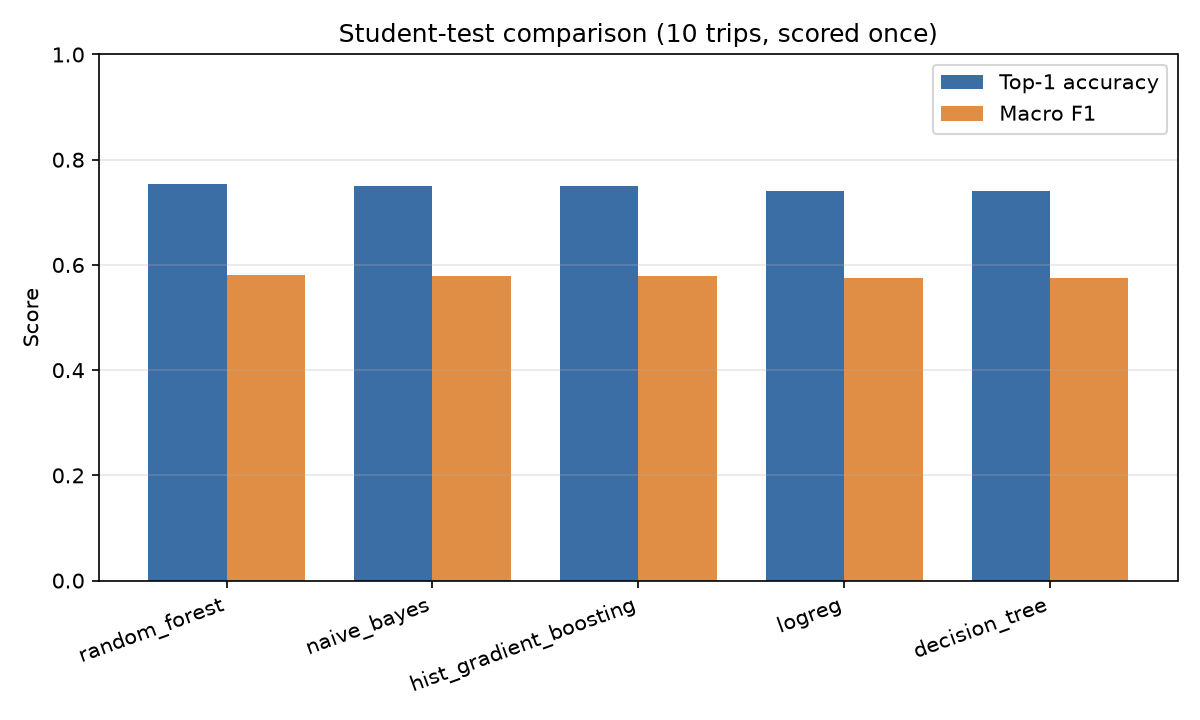 Student-test comparison (10 trips, scored once)
Top-1 accuracy
Macro F1
Score
1.0
0.8
0.6
0.4
0.2
0.0
random_forest
naive_bayes
hist_gradient_boosting
logreg
decision_tree